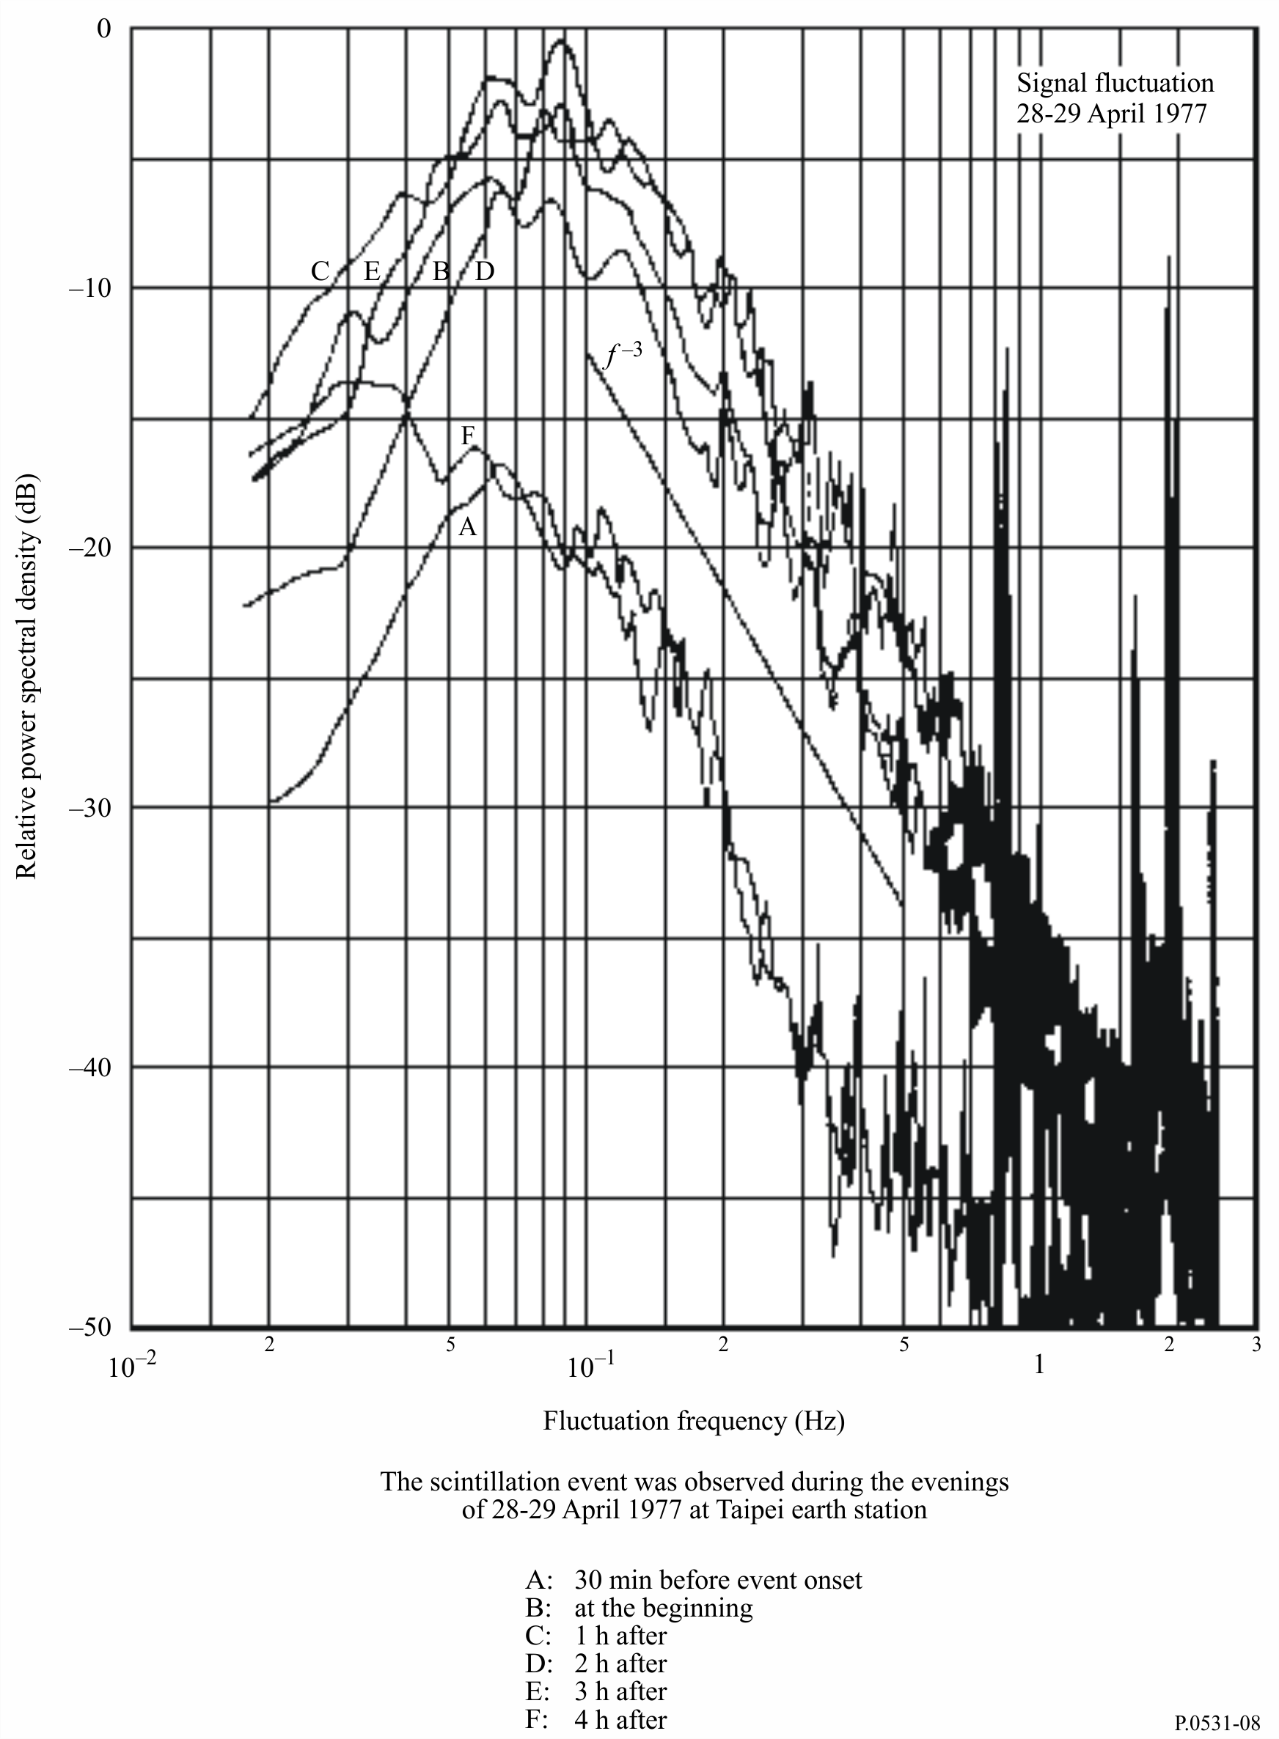 0
Signal fluctuation
28-29 April 1977
C E B D
–10
f⁻³
F
A
–20
–30
–40
–50
Relative power spectral density (dB)
2 5 2 5 2 3
10⁻² 10⁻¹ 1
Fluctuation frequency (Hz)
The scintillation event was observed during the evenings
of 28-29 April 1977 at Taipei earth station
A: 30 min before event onset
B: at the beginning
C: 1 h after
D: 2 h after
E: 3 h after
F: 4 h after
P.0531-08